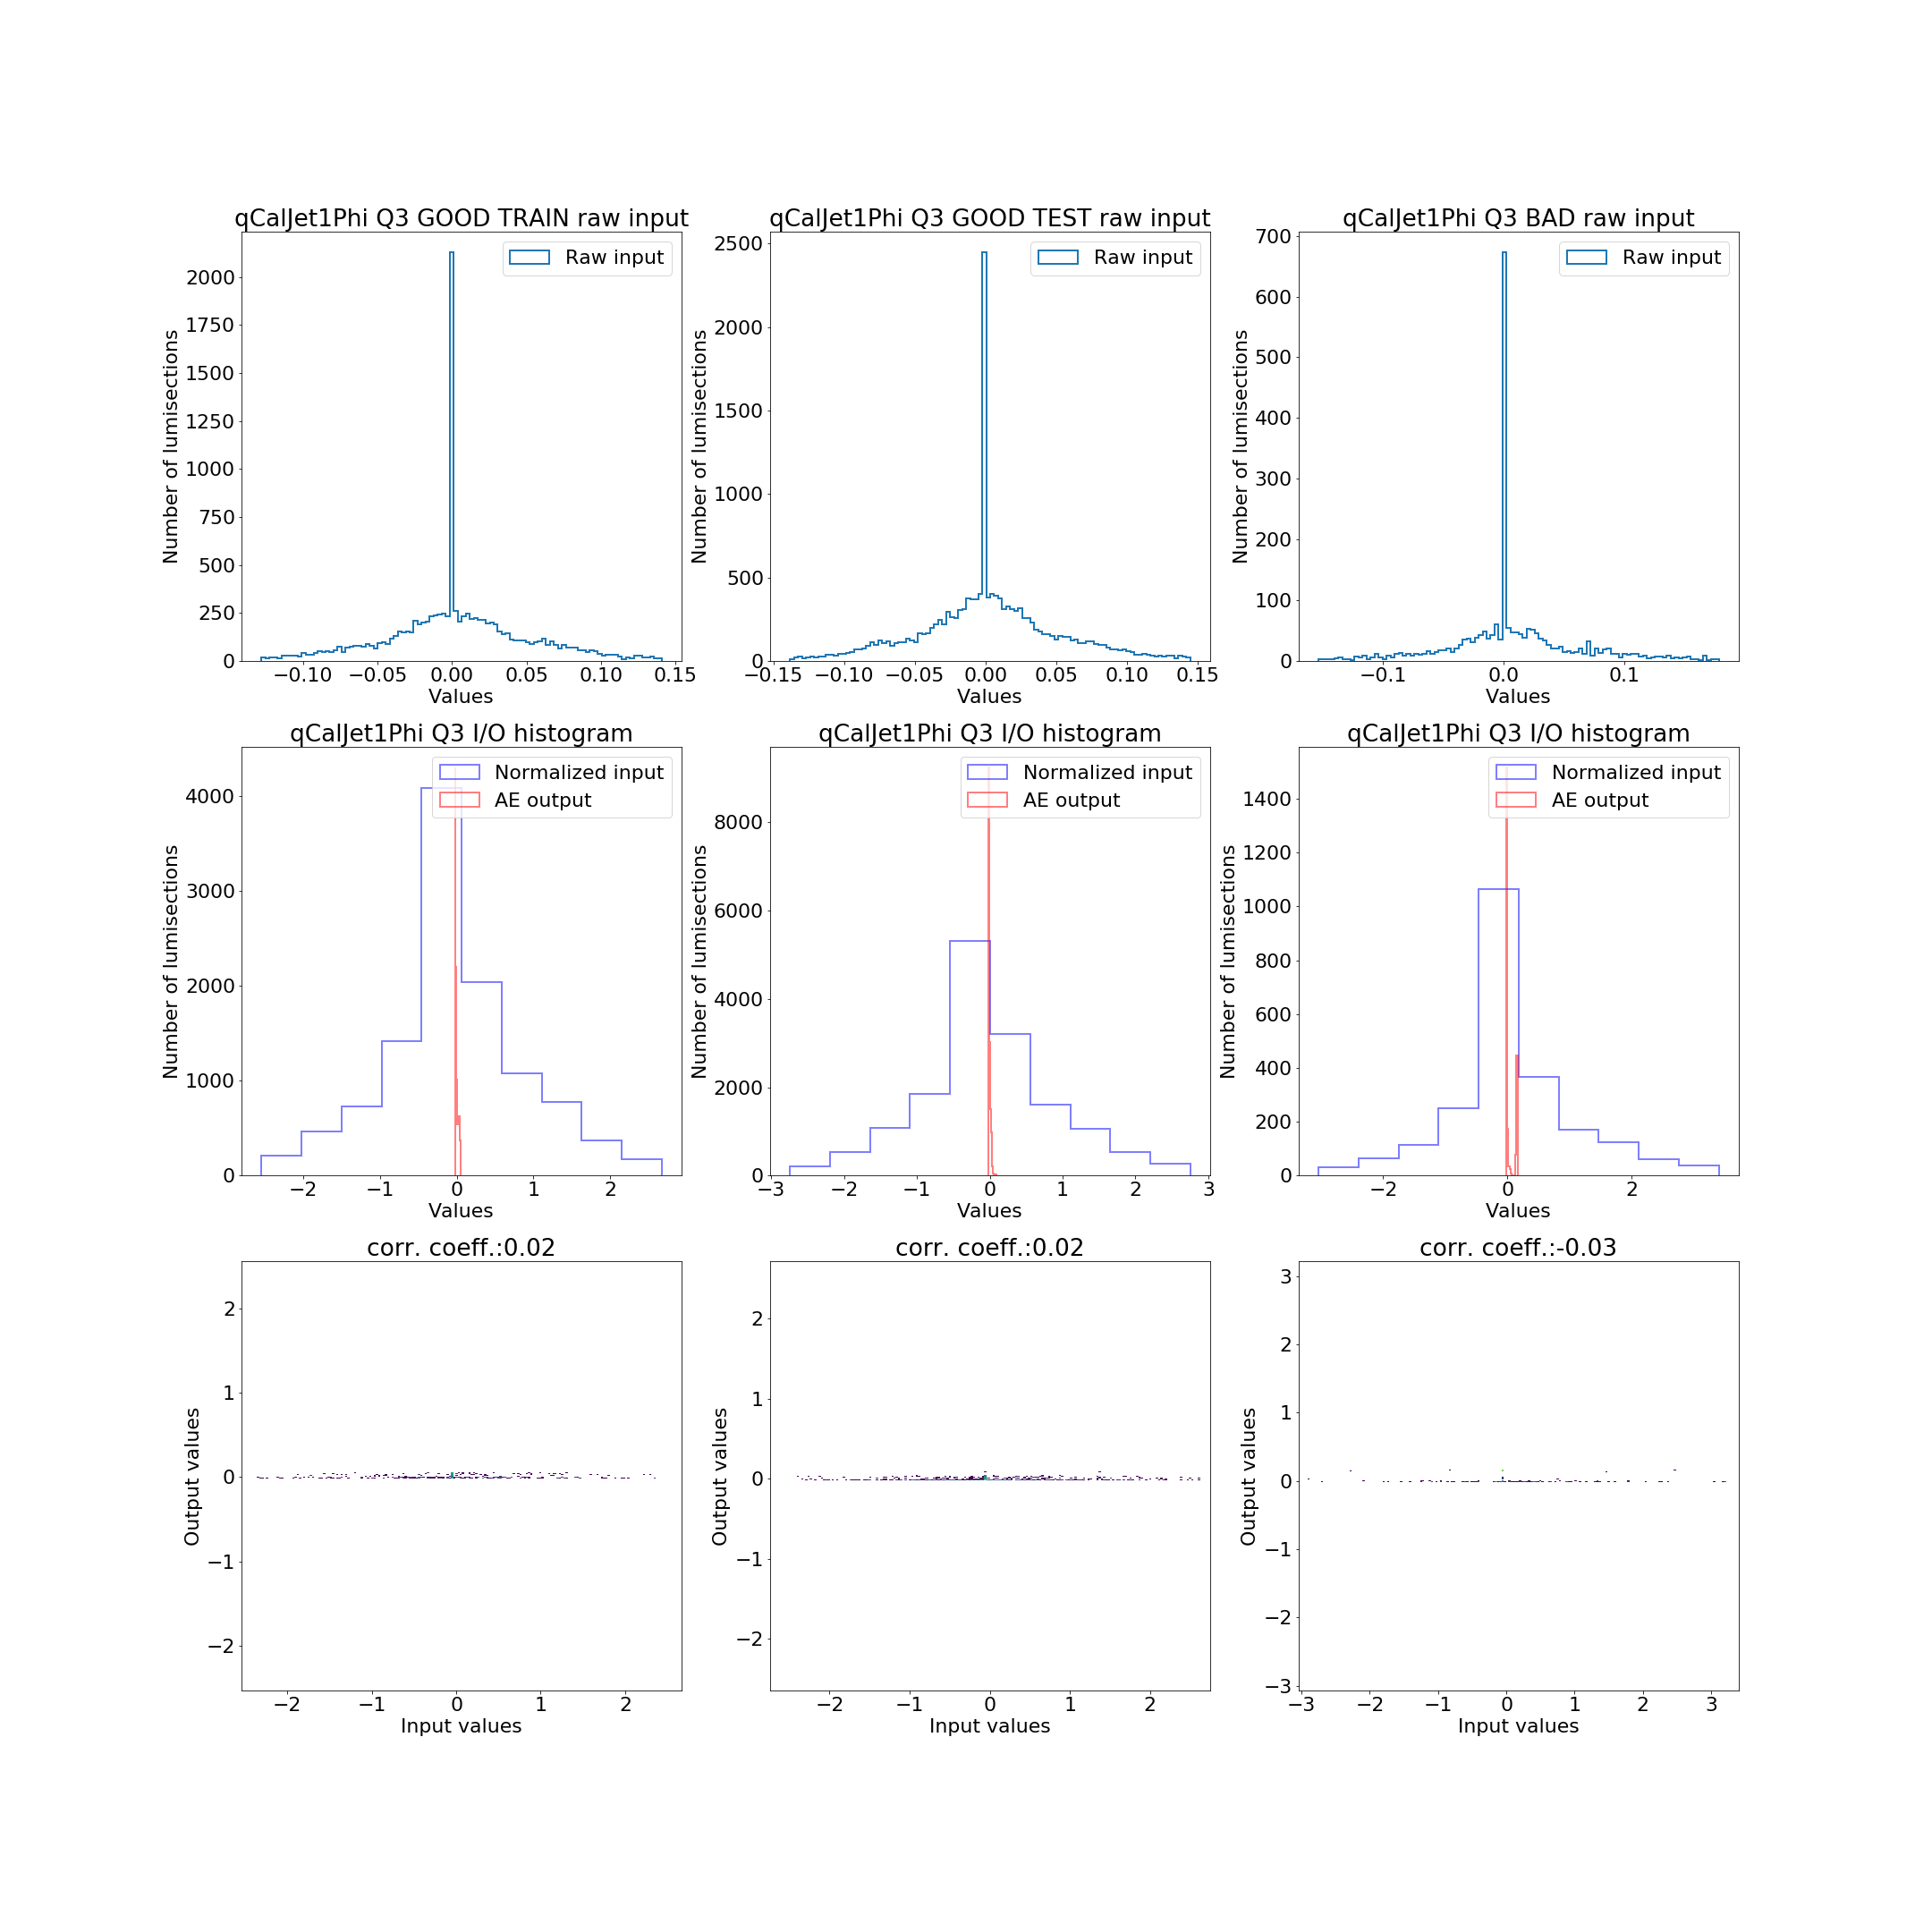 qCalJet1Phi Q3 GOOD TRAIN raw input
qCalJet1Phi Q3 GOOD TEST raw input
qCalJet1Phi Q3 BAD raw input
Number of lumisections
2000
1750
1500
1250
1000
750
500
250
0
Raw input
−0.10
−0.05
0.00
0.05
0.10
0.15
Values
Number of lumisections
2500
2000
1500
1000
500
0
Raw input
−0.15
−0.10
−0.05
0.00
0.05
0.10
0.15
Values
Number of lumisections
700
600
500
400
300
200
100
0
Raw input
−0.1
0.0
0.1
Values
qCalJet1Phi Q3 I/O histogram
qCalJet1Phi Q3 I/O histogram
qCalJet1Phi Q3 I/O histogram
Number of lumisections
4000
3000
2000
1000
0
Normalized input
AE output
−2
−1
0
1
2
Values
Number of lumisections
8000
6000
4000
2000
0
Normalized input
AE output
−3
−2
−1
0
1
2
3
Values
Number of lumisections
1400
1200
1000
800
600
400
200
0
Normalized input
AE output
−2
0
2
Values
corr. coeff.:0.02
corr. coeff.:0.02
corr. coeff.:-0.03
Output values
2
1
0
−1
−2
−2
−1
0
1
2
Input values
Output values
2
1
0
−1
−2
−2
−1
0
1
2
Input values
Output values
3
2
1
0
−1
−2
−3
−3
−2
−1
0
1
2
3
Input values